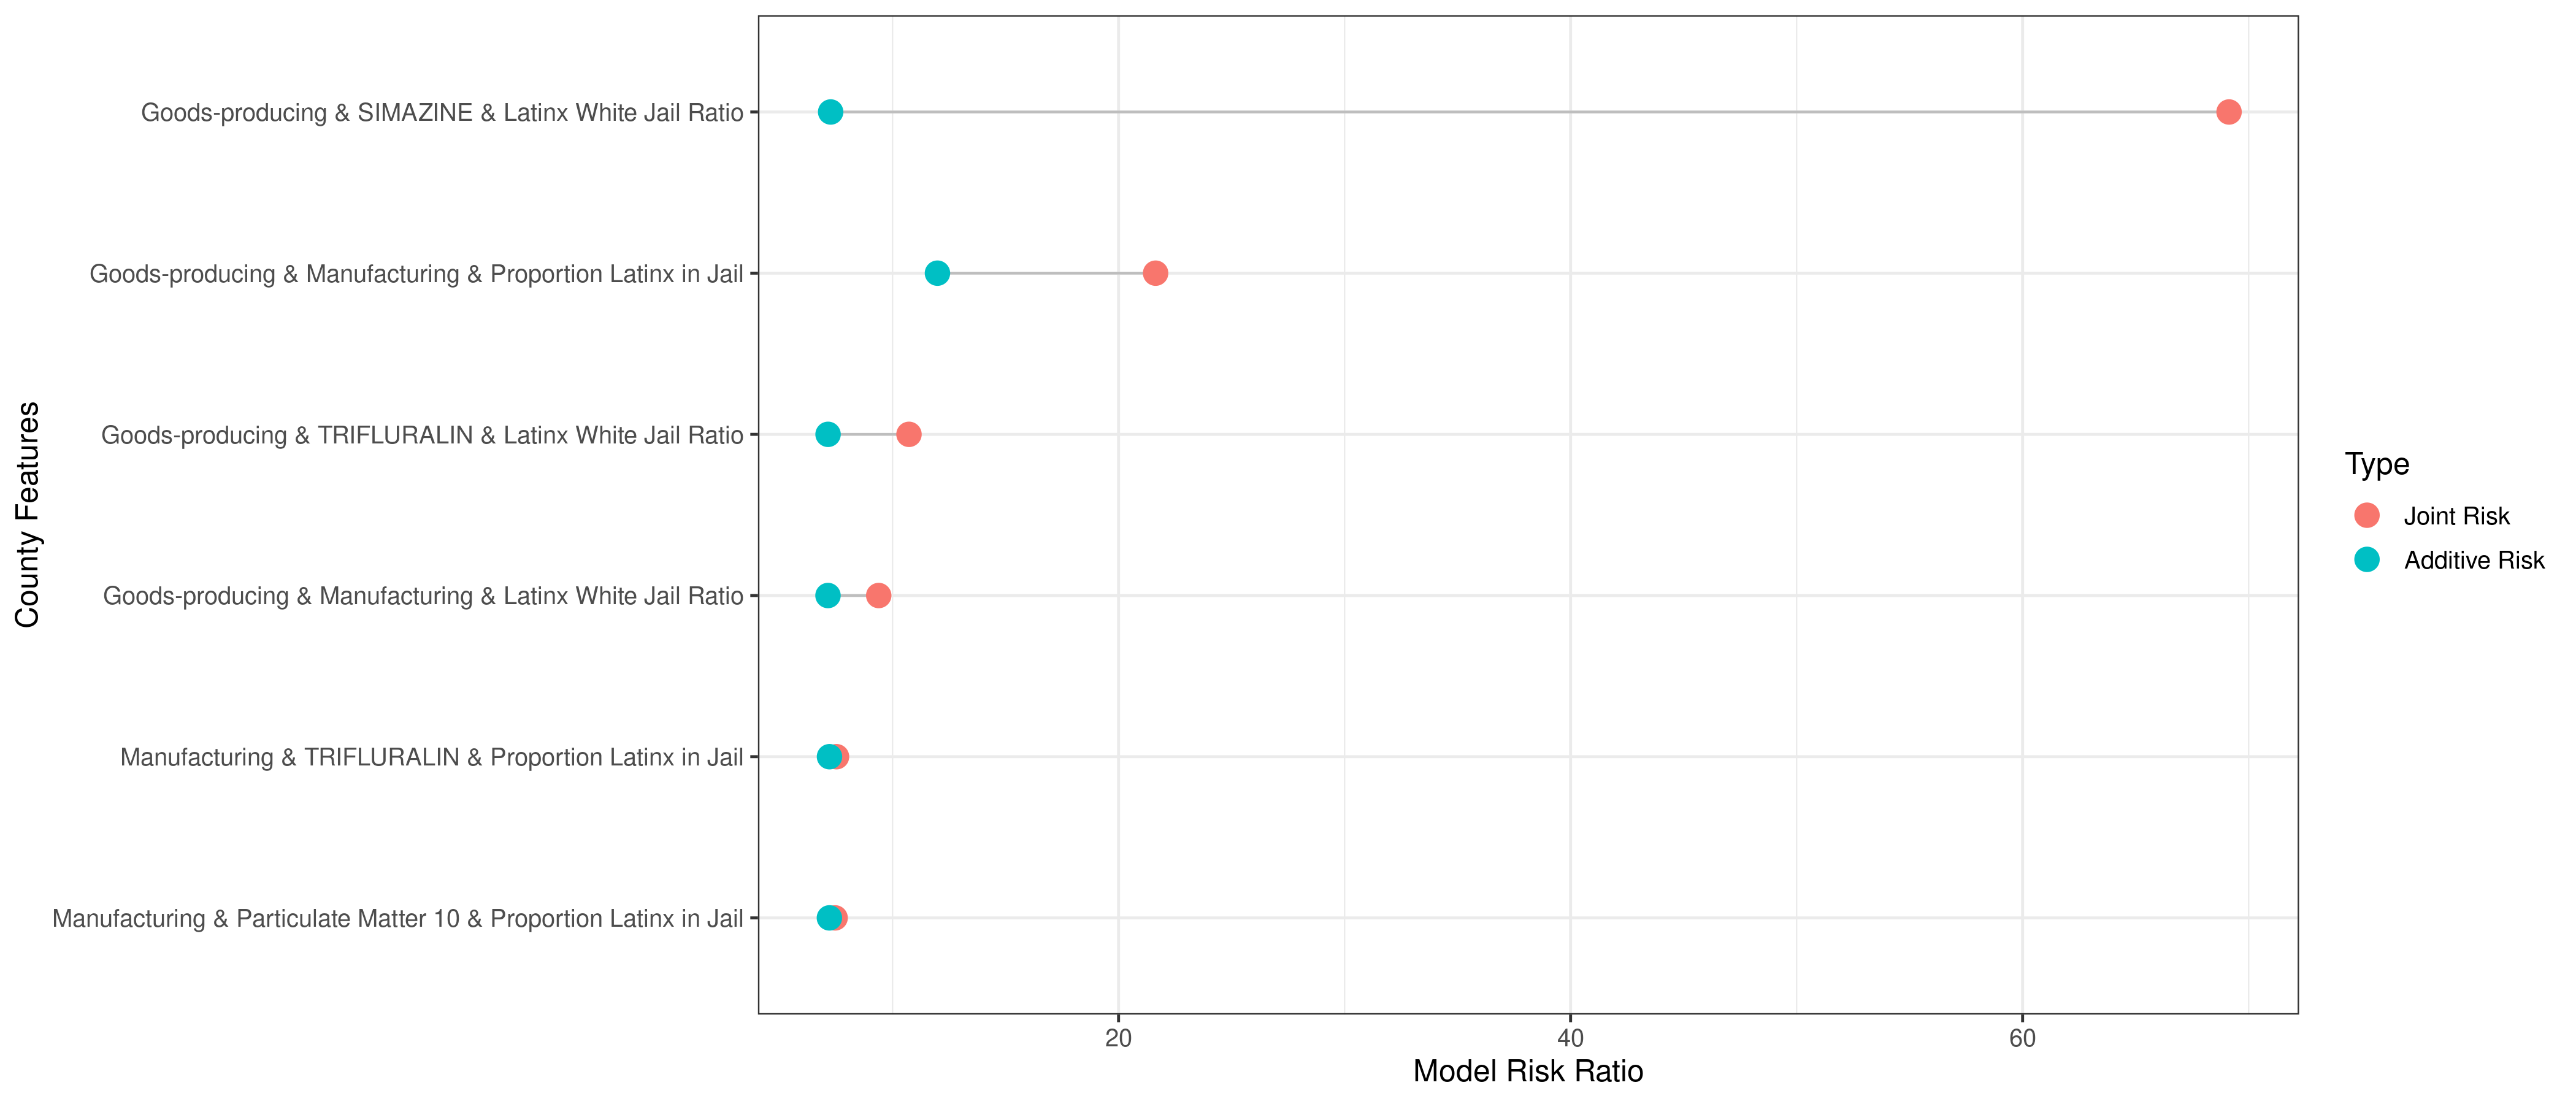 Goods-producing & SIMAZINE & Latinx White Jail Ratio
Goods-producing & Manufacturing & Proportion Latinx in Jail
Goods-producing & TRIFLURALIN & Latinx White Jail Ratio
Goods-producing & Manufacturing & Latinx White Jail Ratio
Manufacturing & TRIFLURALIN & Proportion Latinx in Jail
Manufacturing & Particulate Matter 10 & Proportion Latinx in Jail
County Features
20
40
60
Model Risk Ratio
Type
Joint Risk
Additive Risk